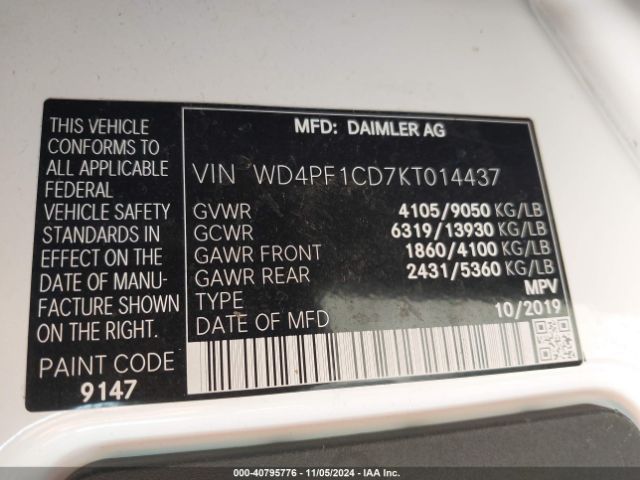 THIS VEHICLE
CONFORMS TO
ALL APPLICABLE
FEDERAL
VEHICLE SAFETY
STANDARDS IN
EFFECT ON THE
DATE OF MANU-
FACTURE SHOWN
ON THE RIGHT.
PAINT CODE
9147
MFD: DAIMLER AG
VIN WD4PF1CD7KT014437
GVWR 4105/9050 KG/LB
GCWR 6319/13930 KG/LB
GAWR FRONT 1860/4100 KG/LB
GAWR REAR 2431/5360 KG/LB
TYPE MPV
DATE OF MFD 10/2019
000-40795776 - 11/05/2024 - IAA Inc.